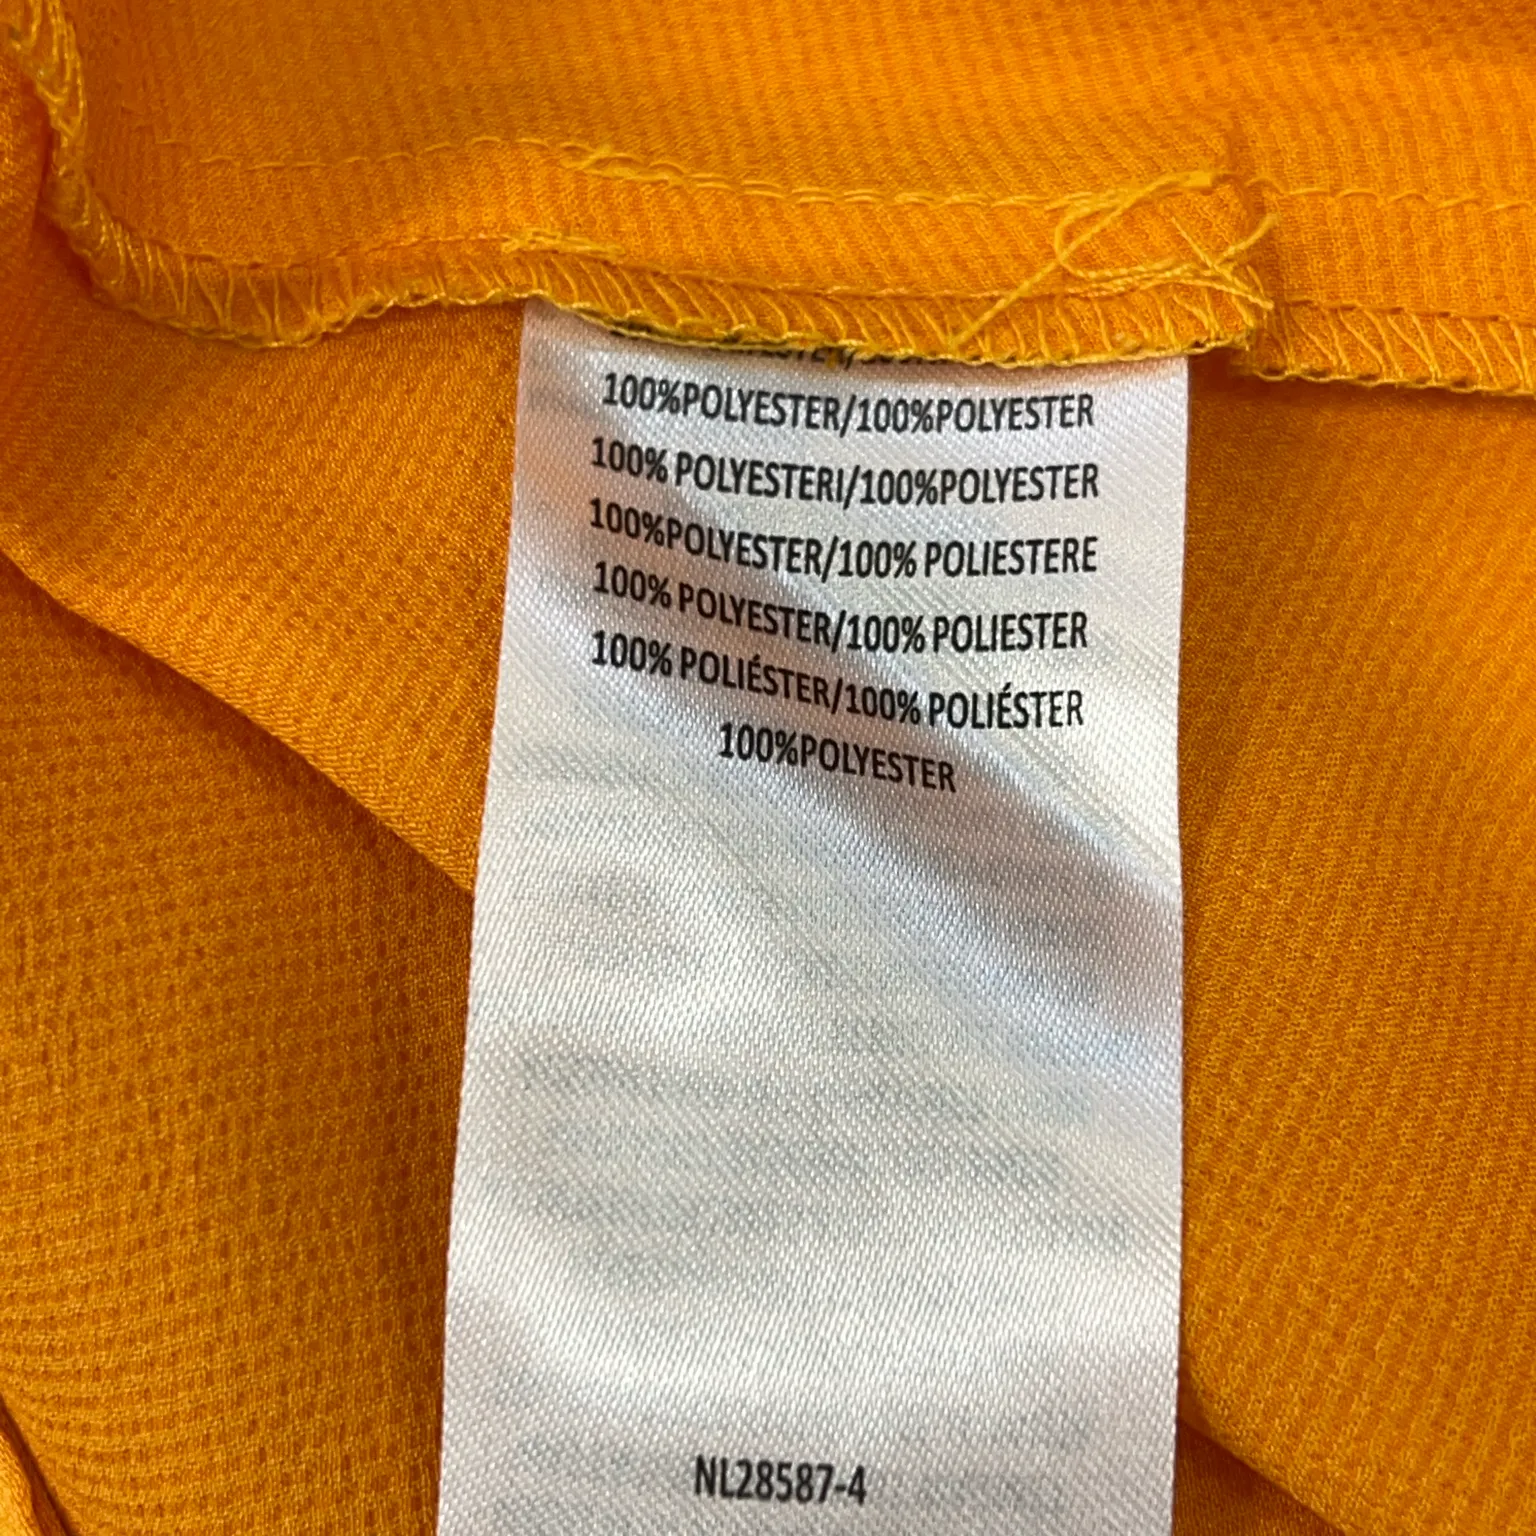 100%POLYESTER/100%POLYESTER
100% POLYESTERI/100%POLYESTER
100%POLYESTER/100% POLIESTERE
100% POLYESTER/100% POLIESTER
100% POLIÉSTER/100% POLIÉSTER
100%POLYESTER
NL28587-4